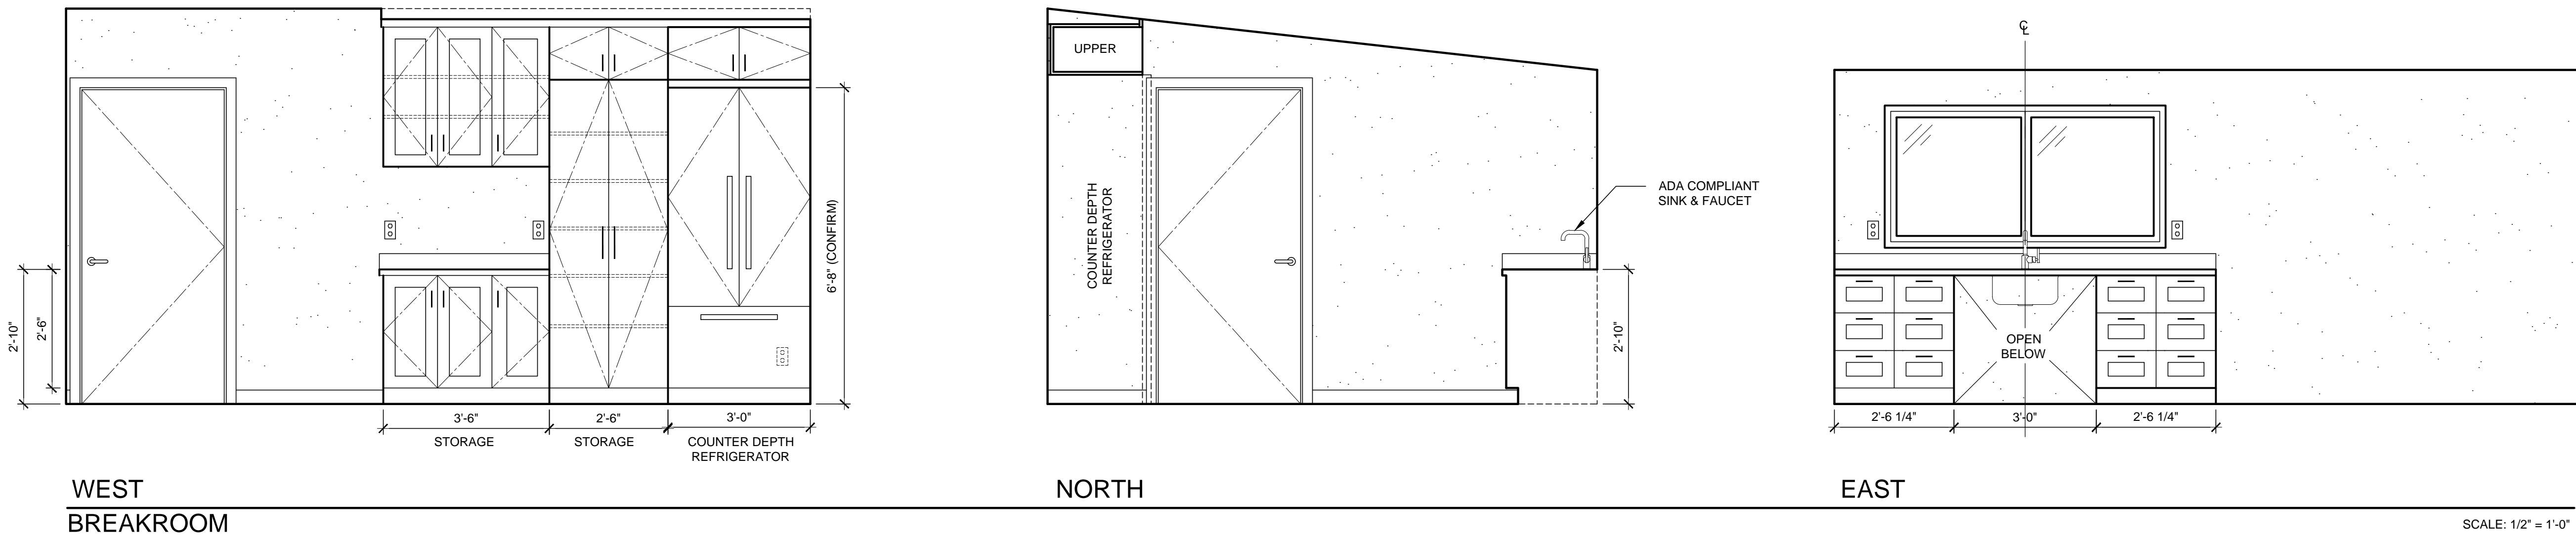 2'-10"
2'-6"
6'-8" (CONFIRM)
3'-6"
STORAGE
2'-6"
STORAGE
3'-0"
COUNTER DEPTH
REFRIGERATOR
UPPER
COUNTER DEPTH
REFRIGERATOR
ADA COMPLIANT
SINK & FAUCET
2'-10"
CL
OPEN
BELOW
2'-6 1/4"
3'-0"
2'-6 1/4"
WEST
NORTH
EAST
BREAKROOM
SCALE: 1/2" = 1'-0"